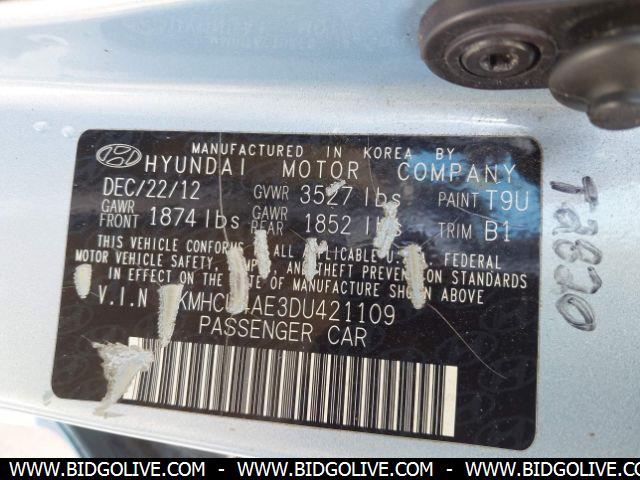 MANUFACTURED IN KOREA BY
HYUNDAI MOTOR COMPANY
DEC/22/12 GVWR 3527 lbs PAINT T9U
GAWR FRONT 1874 lbs GAWR REAR 1852 lbs TRIM B1
THIS VEHICLE CONFORMS ALL APPLICABLE U.S. FEDERAL
MOTOR VEHICLE SAFETY, AND THEFT PREVENTION STANDARDS
IN EFFECT ON THE DATE OF MANUFACTURE SHOWN ABOVE
V.I.N
PASSENGER CAR
T2820
WWW.BIDGOLIVE.COM - WWW.BIDGOLIVE.COM - WWW.BIDGOLIVE.COM